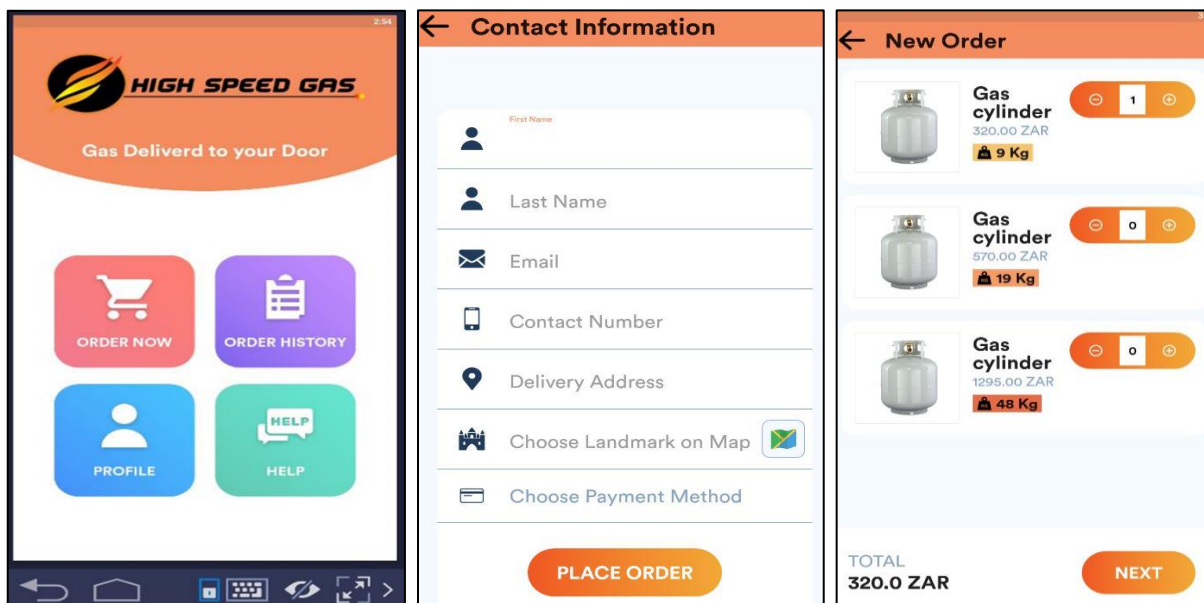 2:54
HIGH SPEED GAS
Gas Deliverd to your Door
ORDER NOW
ORDER HISTORY
PROFILE
HELP
HELP
Contact Information
First Name
Last Name
Email
Contact Number
Delivery Address
Choose Landmark on Map
Choose Payment Method
PLACE ORDER
3
New Order
Gas
cylinder
320.00 ZAR
9 Kg
1
Gas
cylinder
570.00 ZAR
19 Kg
0
Gas
cylinder
1295.00 ZAR
48 Kg
0
TOTAL
320.0 ZAR
NEXT